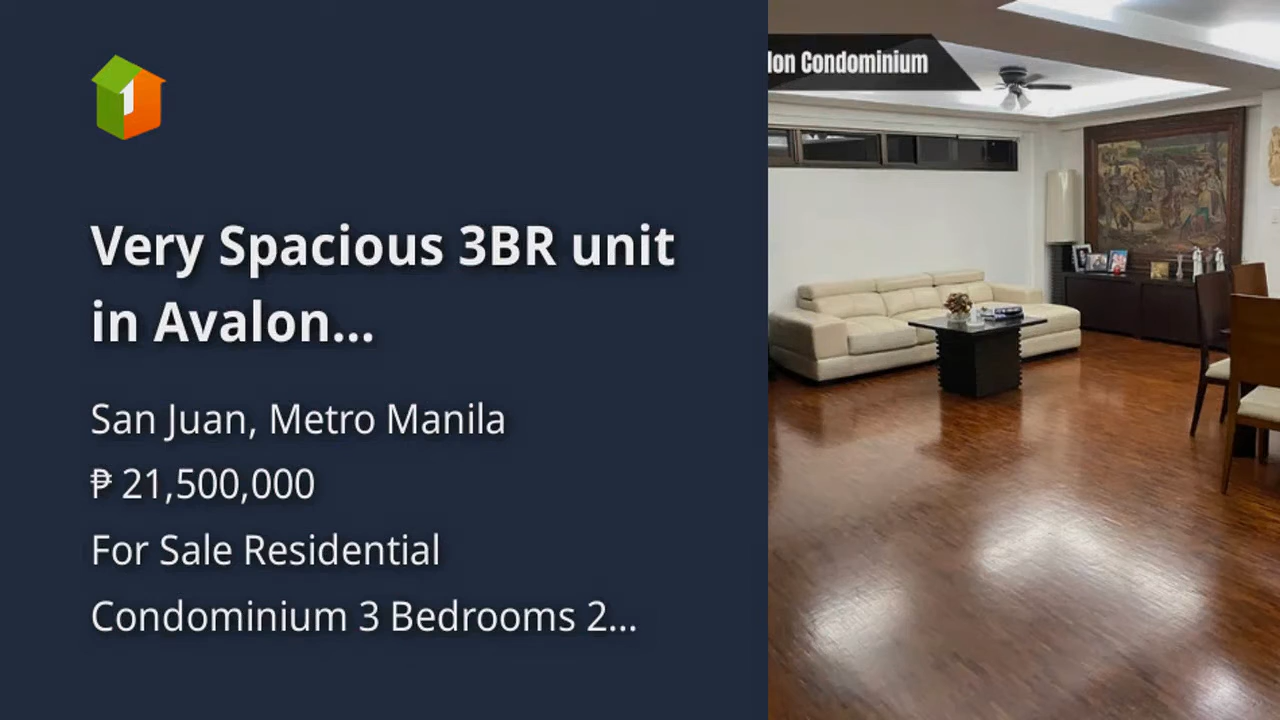 Very Spacious 3BR unit
in Avalon...
San Juan, Metro Manila
₱ 21,500,000
For Sale Residential
Condominium 3 Bedrooms 2...
Condominium